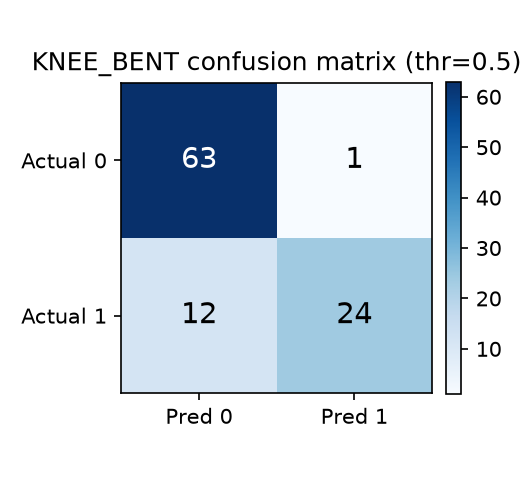 KNEE_BENT confusion matrix (thr=0.5)
Actual 0 63 1
Actual 1 12 24
Pred 0 Pred 1
60
50
40
30
20
10